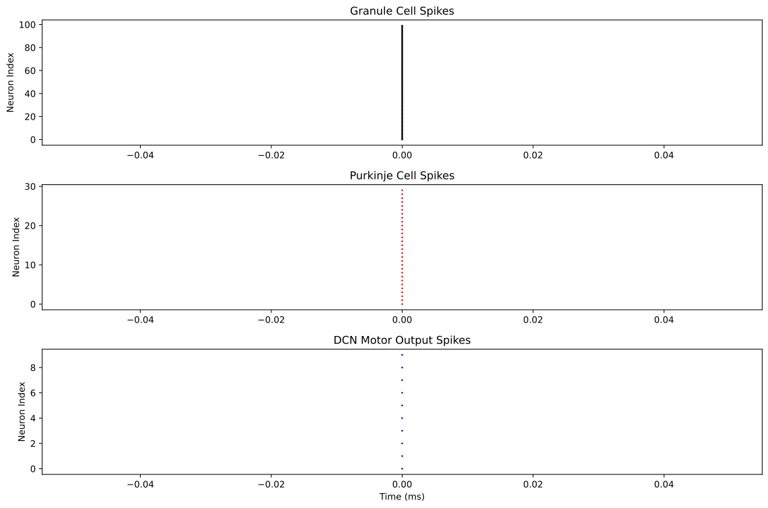 Granule Cell Spikes
Neuron Index
100
80
60
40
20
0
−0.04 −0.02 0.00 0.02 0.04
Purkinje Cell Spikes
Neuron Index
30
20
10
0
−0.04 −0.02 0.00 0.02 0.04
DCN Motor Output Spikes
Neuron Index
8
6
4
2
0
−0.04 −0.02 0.00 0.02 0.04
Time (ms)